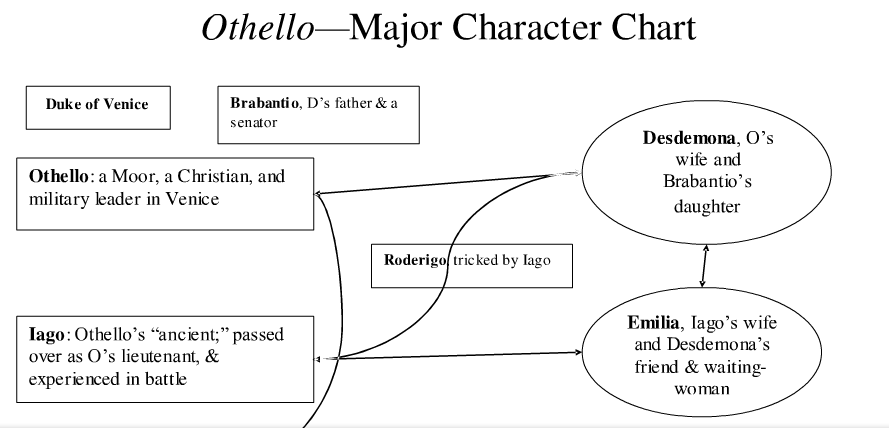 Othello—Major Character Chart
Duke of Venice
Brabantio, D's father & a
senator
Desdemona, O's
wife and
Brabantio's
daughter
Othello: a Moor, a Christian, and
military leader in Venice
Roderigo, tricked by Iago
Iago: Othello's “ancient;” passed
over as O's lieutenant, &
experienced in battle
Emilia, Iago's wife
and Desdemona's
friend & waiting-
woman